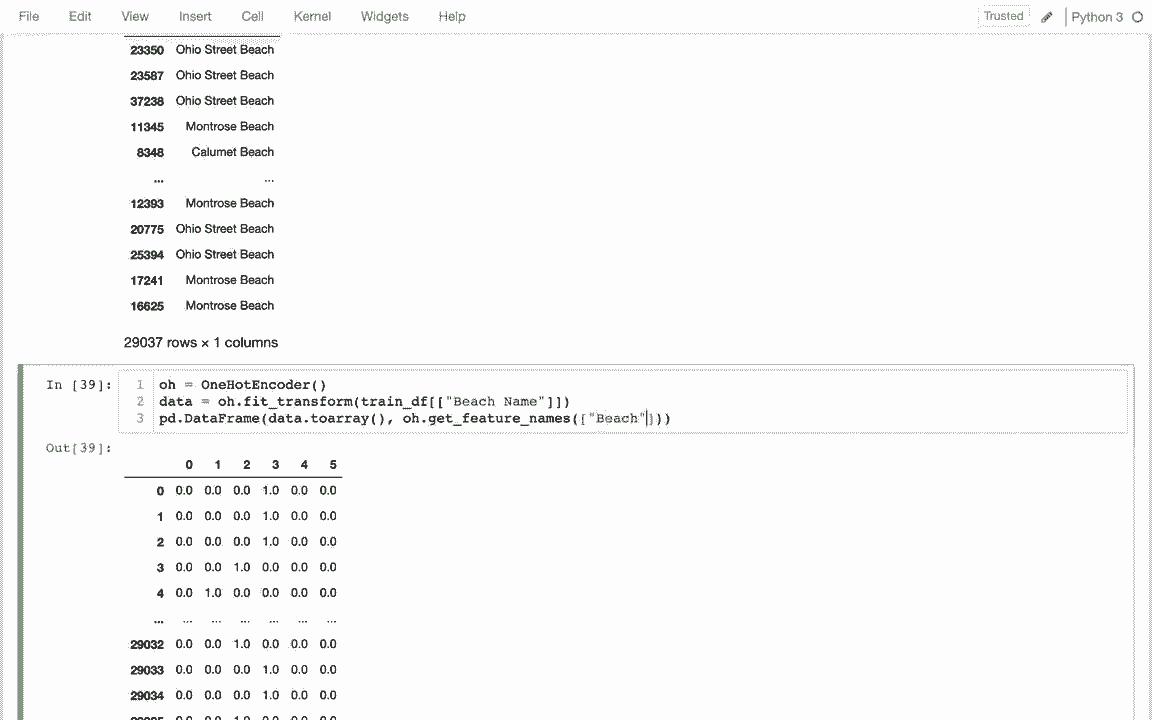 File Edit View Insert Cell Kernel Widgets Help Trusted Python 3
23350 Ohio Street Beach
23587 Ohio Street Beach
37238 Ohio Street Beach
11345 Montrose Beach
8348 Calumet Beach
... ...
12393 Montrose Beach
20775 Ohio Street Beach
25394 Ohio Street Beach
17241 Montrose Beach
16625 Montrose Beach
29037 rows × 1 columns
In [39]: 1 oh = OneHotEncoder()
2 data = oh.fit_transform(train_df[["Beach Name"]])
3 pd.DataFrame(data.toarray(), oh.get_feature_names(["Beach"]))
Out[39]:
0 1 2 3 4 5
0 0.0 0.0 0.0 1.0 0.0 0.0
1 0.0 0.0 0.0 1.0 0.0 0.0
2 0.0 0.0 0.0 1.0 0.0 0.0
3 0.0 0.0 1.0 0.0 0.0 0.0
4 0.0 1.0 0.0 0.0 0.0 0.0
... ... ... ... ... ... ...
29032 0.0 0.0 1.0 0.0 0.0 0.0
29033 0.0 0.0 0.0 1.0 0.0 0.0
29034 0.0 0.0 0.0 1.0 0.0 0.0